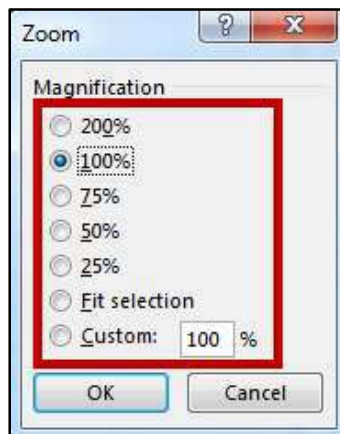 Zoom ?
Magnification
200%
100%
75%
50%
25%
Fit selection
Custom: 100 %
OK Cancel